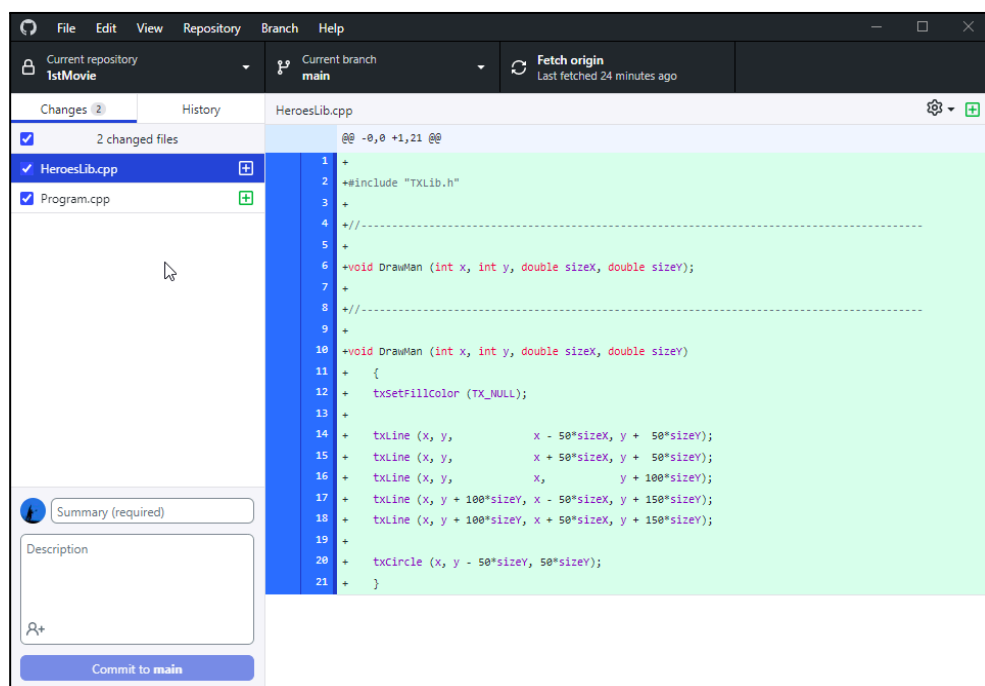 File Edit View Repository Branch Help
Current repository
1stMovie
Current branch
main
Fetch origin
Last fetched 24 minutes ago
Changes 2
History
HeroesLib.cpp
2 changed files
HeroesLib.cpp
Program.cpp
@@ -0,0 +1,21 @@
1 +
2 +#include "TXLib.h"
3 +
4 +//-------------------------------------------------------------------------------------------
5 +
6 +void DrawMan (int x, int y, double sizeX, double sizeY);
7 +
8 +//-------------------------------------------------------------------------------------------
9 +
10 +void DrawMan (int x, int y, double sizeX, double sizeY)
11 +    {
12 +    txSetFillColor (TX_NULL);
13 +
14 +    txLine (x, y,             x - 50*sizeX, y +  50*sizeY);
15 +    txLine (x, y,             x + 50*sizeX, y +  50*sizeY);
16 +    txLine (x, y,             x,            y + 100*sizeY);
17 +    txLine (x, y + 100*sizeY, x - 50*sizeX, y + 150*sizeY);
18 +    txLine (x, y + 100*sizeY, x + 50*sizeX, y + 150*sizeY);
19 +
20 +    txCircle (x, y - 50*sizeY, 50*sizeY);
21 +    }
Summary (required)
Description
Commit to main